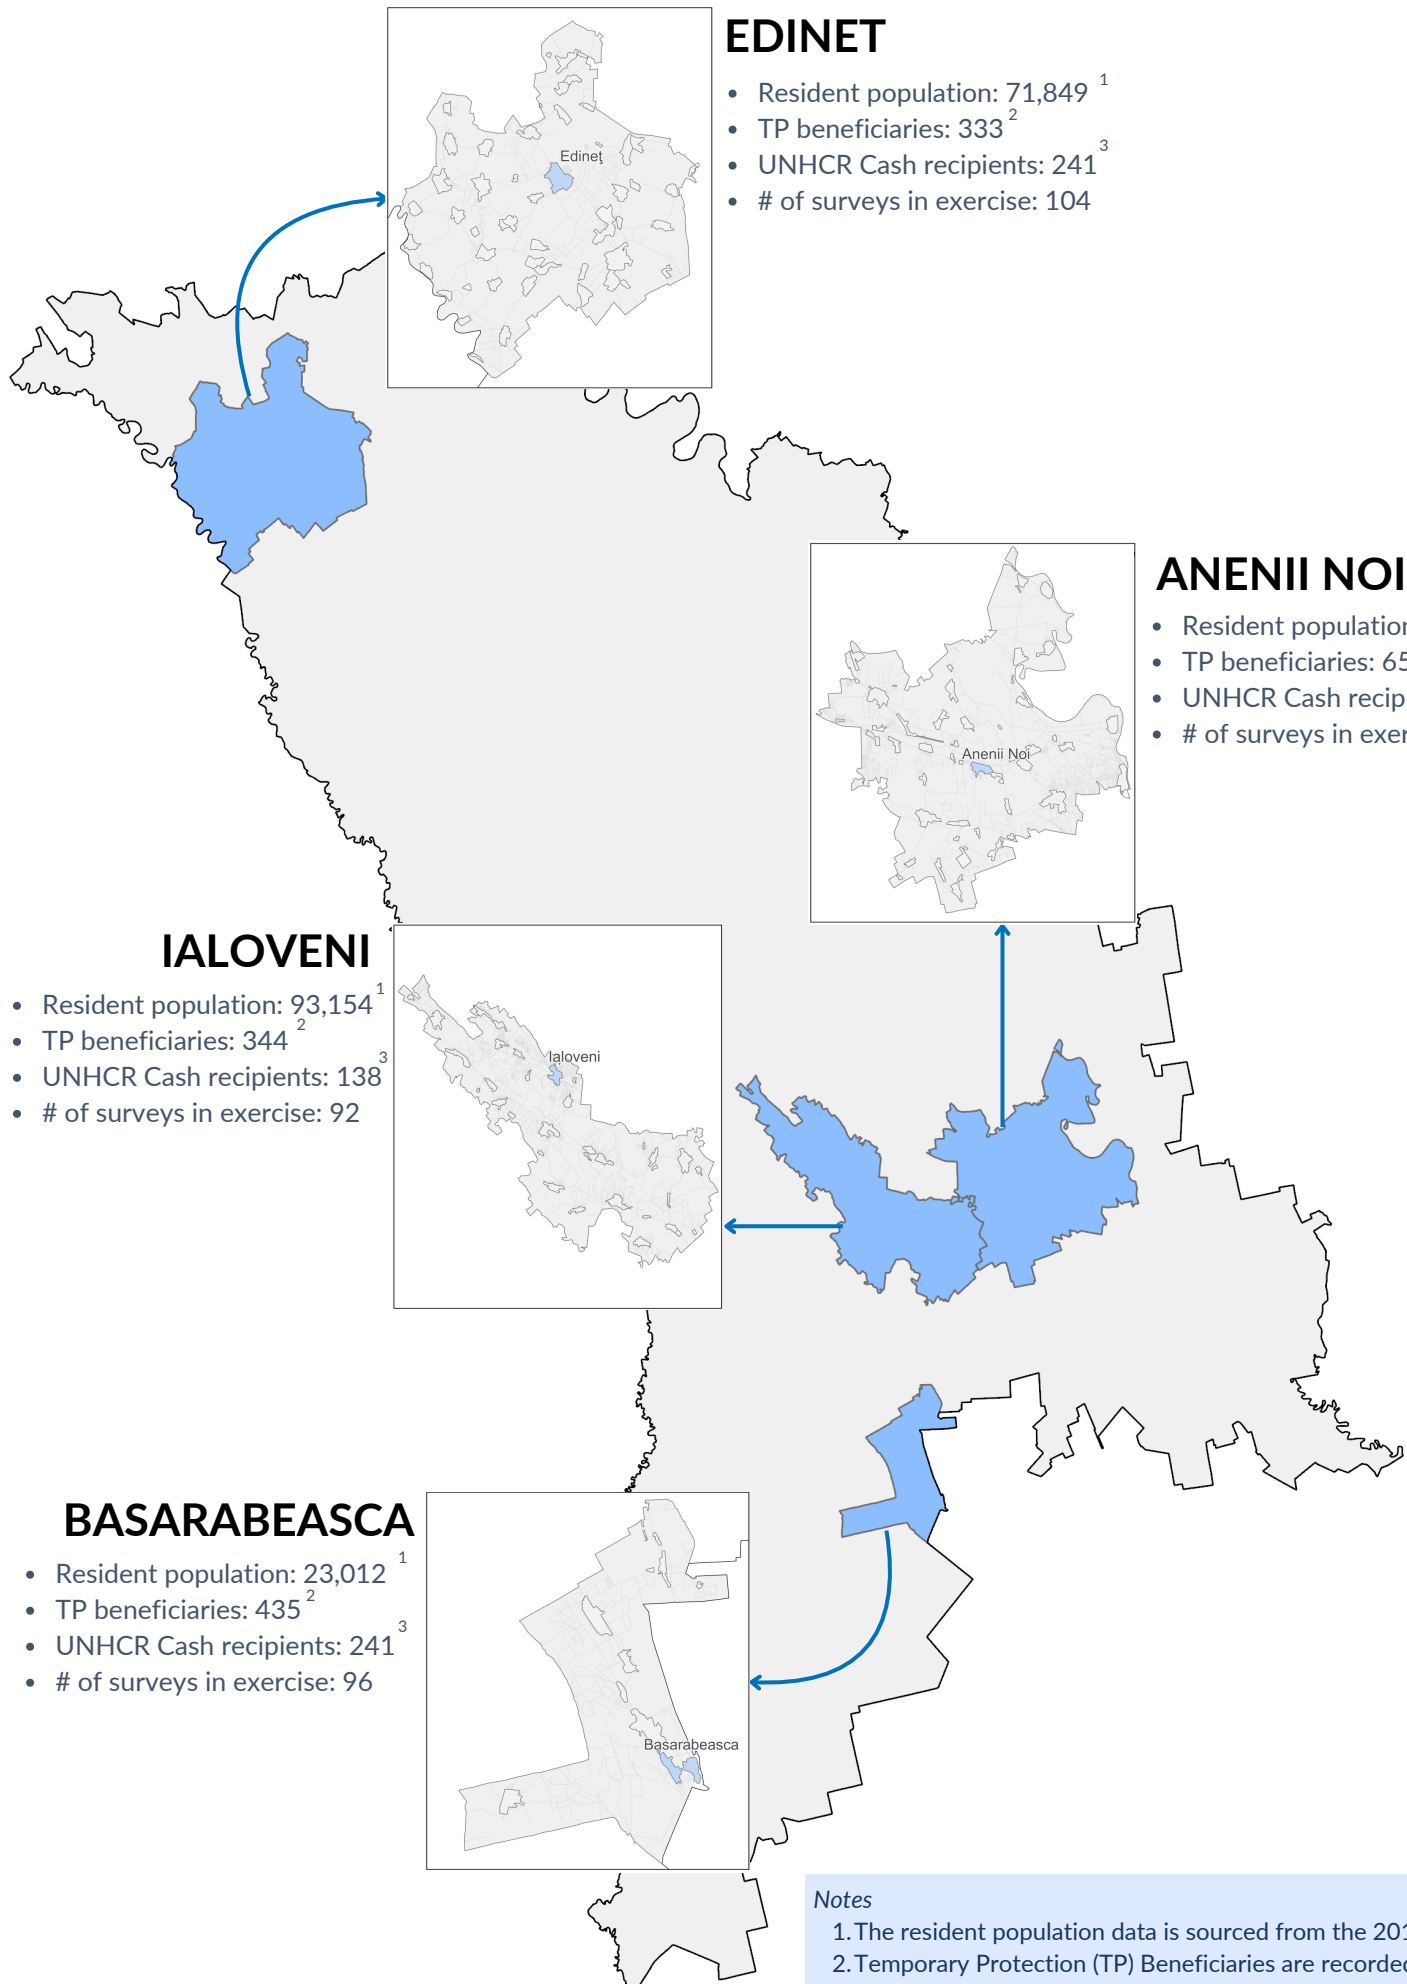 EDINET
• Resident population: 71,849 1
• TP beneficiaries: 333 2
• UNHCR Cash recipients: 241 3
• # of surveys in exercise: 104
Edineț
ANENII NOI
• Resident population
• TP beneficiaries: 65
• UNHCR Cash recip
• # of surveys in exer
Anenii Noi
IALOVENI
• Resident population: 93,154 1
• TP beneficiaries: 344 2
• UNHCR Cash recipients: 138 3
• # of surveys in exercise: 92
Ialoveni
BASARABEASCA
• Resident population: 23,012 1
• TP beneficiaries: 435 2
• UNHCR Cash recipients: 241 3
• # of surveys in exercise: 96
Basarabeasca
Notes
1. The resident population data is sourced from the 201
2. Temporary Protection (TP) Beneficiaries are recorded